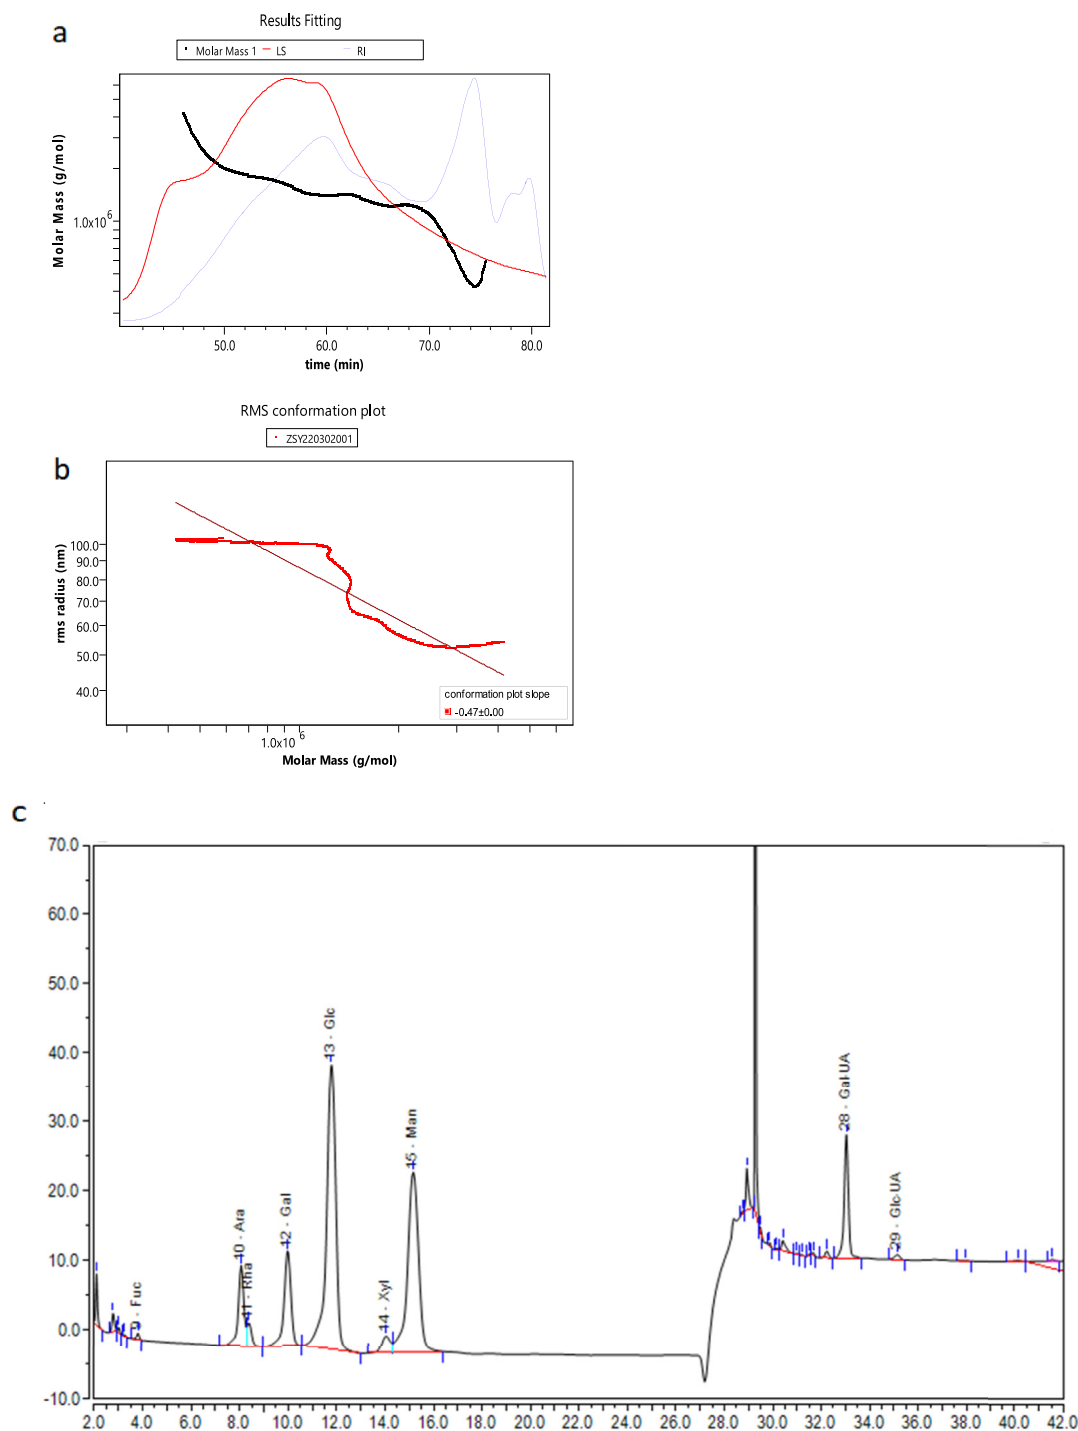 a
Results Fitting
Molar Mass 1 LS RI
Molar Mass (g/mol)
1.0x10^6
50.0 60.0 70.0 80.0
time (min)
RMS conformation plot
ZSY220302001
b
rms radius (nm)
100.0
90.0
80.0
70.0
60.0
50.0
40.0
conformation plot slope
-0.47±0.00
1.0x10^6
Molar Mass (g/mol)
c
70.0
60.0
50.0
40.0
30.0
20.0
10.0
0.0
-10.0
9 - Fuc
10 - Ara
11 - Rha
12 - Gal
13 - Glc
14 - Xyl
15 - Man
28 - Gal-UA
29 - Glc-UA
2.0 4.0 6.0 8.0 10.0 12.0 14.0 16.0 18.0 20.0 22.0 24.0 26.0 28.0 30.0 32.0 34.0 36.0 38.0 40.0 42.0